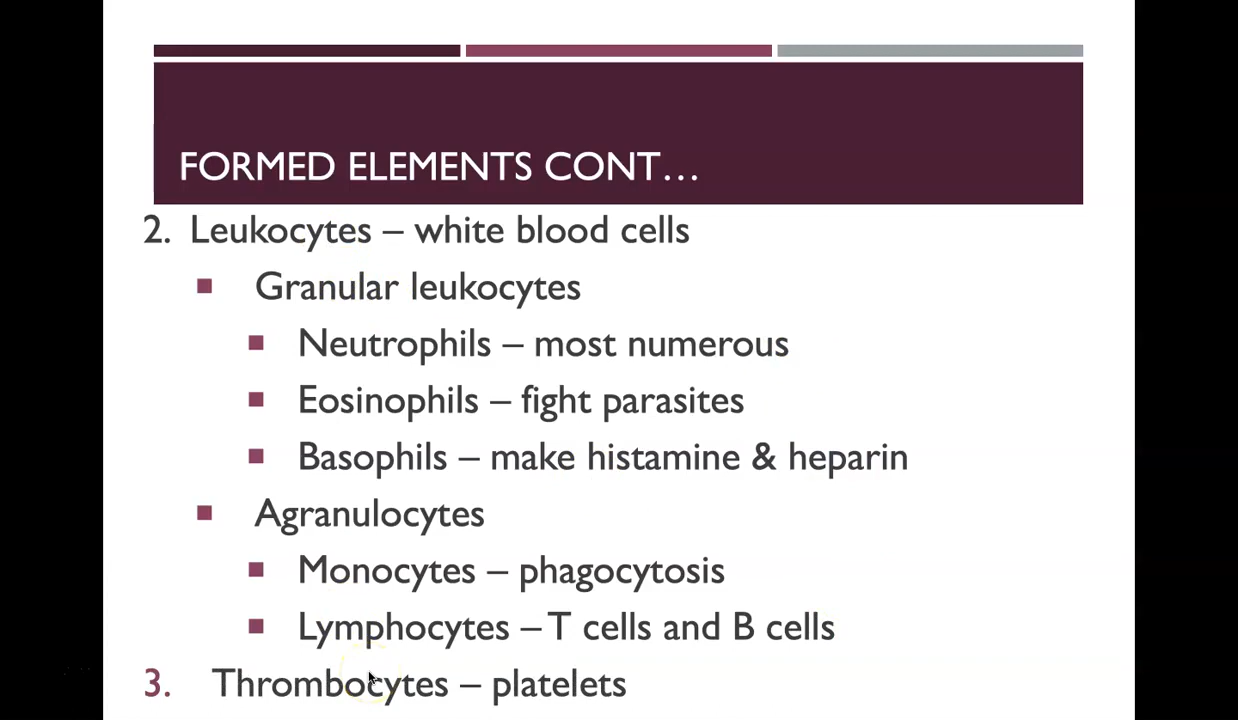 FORMED ELEMENTS CONT…
2. Leukocytes – white blood cells
■ Granular leukocytes
■ Neutrophils – most numerous
■ Eosinophils – fight parasites
■ Basophils – make histamine & heparin
■ Agranulocytes
■ Monocytes – phagocytosis
■ Lymphocytes – T cells and B cells
3. Thrombocytes – platelets